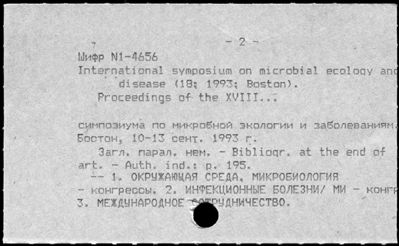 - 2 -
Шифр N1-4656
International symposium on microbial ecology and
disease (18; 1993; Boston).
Proceedings of the XVIII...
симпозиума по микробной экологии и заболеваниям.
Бостон, 10-13 сент. 1993 г.
Загл. парал. нем. - Bibliogr. at the end of
art. - Auth. ind.: p. 195.
-- 1. ОКРУЖАЮЩАЯ СРЕДА, МИКРОБИОЛОГИЯ
- конгрессы. 2. ИНФЕКЦИОННЫЕ БОЛЕЗНИ/ МИ - конгр
3. МЕЖДУНАРОДНОЕ СОТРУДНИЧЕСТВО.